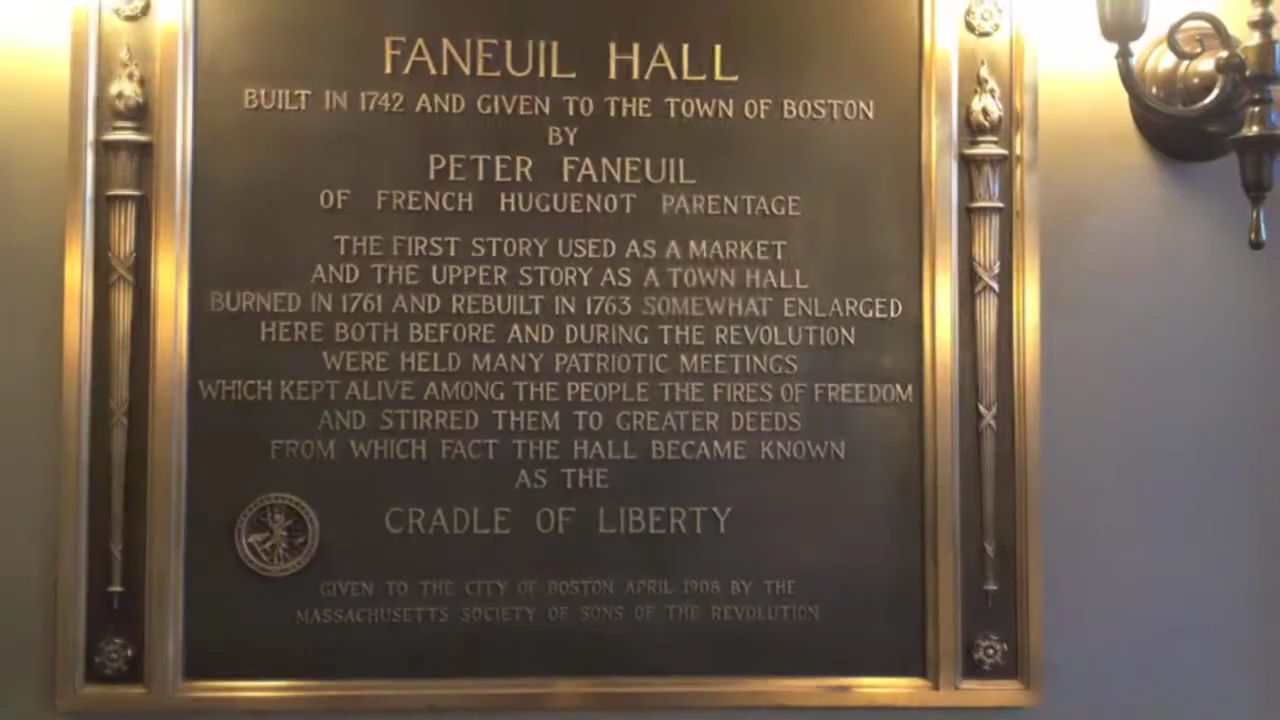 FANEUIL HALL
BUILT IN 1742 AND GIVEN TO THE TOWN OF BOSTON
BY
PETER FANEUIL
OF FRENCH HUGUENOT PARENTAGE
THE FIRST STORY USED AS A MARKET
AND THE UPPER STORY AS A TOWN HALL
BURNED IN 1761 AND REBUILT IN 1763 SOMEWHAT ENLARGED
HERE BOTH BEFORE AND DURING THE REVOLUTION
WERE HELD MANY PATRIOTIC MEETINGS
WHICH KEPT ALIVE AMONG THE PEOPLE THE FIRES OF FREEDOM
AND STIRRED THEM TO GREATER DEEDS
FROM WHICH FACT THE HALL BECAME KNOWN
AS THE
CRADLE OF LIBERTY
GIVEN TO THE CITY OF BOSTON APRIL 1908 BY THE
MASSACHUSETTS SOCIETY OF SONS OF THE REVOLUTION